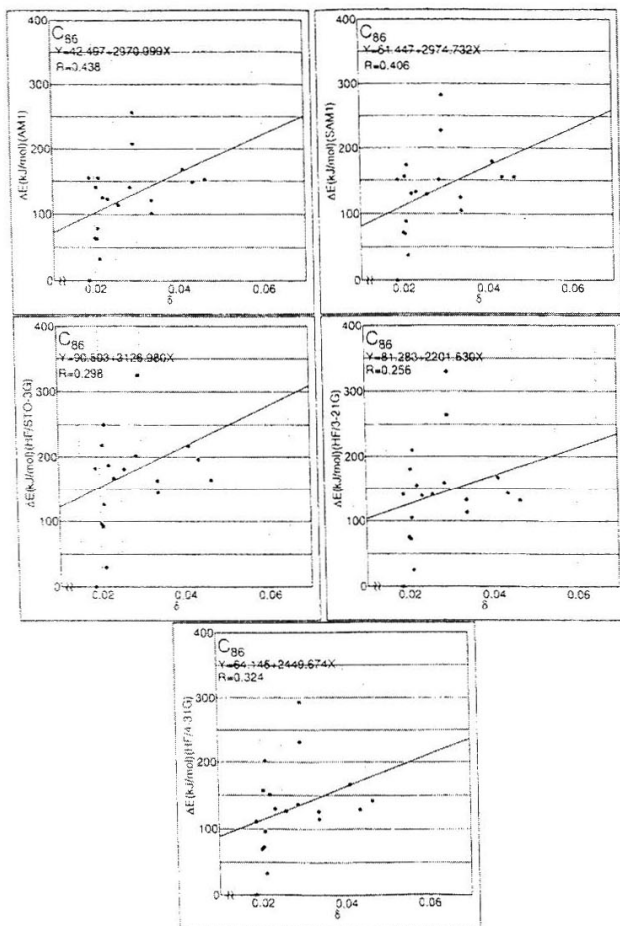 C86
Y=42.497+2970.999X
R=0.438
400
300
200
100
0
0.02 0.04 0.06
δ
ΔE(kJ/mol)(AM1)
C86
Y=61.447+2974.732X
R=0.406
400
300
200
100
0
0.02 0.04 0.06
δ
ΔE(kJ/mol)(SAM1)
C86
Y=90.503+3126.980X
R=0.298
400
300
200
100
0
0.02 0.04 0.06
δ
ΔE(kJ/mol)(HF/STO-3G)
C86
Y=81.283+2201.630X
R=0.256
400
300
200
100
0
0.02 0.04 0.06
δ
ΔE(kJ/mol)(HF/3-21G)
C86
Y=64.146+2449.674X
R=0.324
400
300
200
100
0
0.02 0.04 0.06
δ
ΔE(kJ/mol)(HF/4-31G)